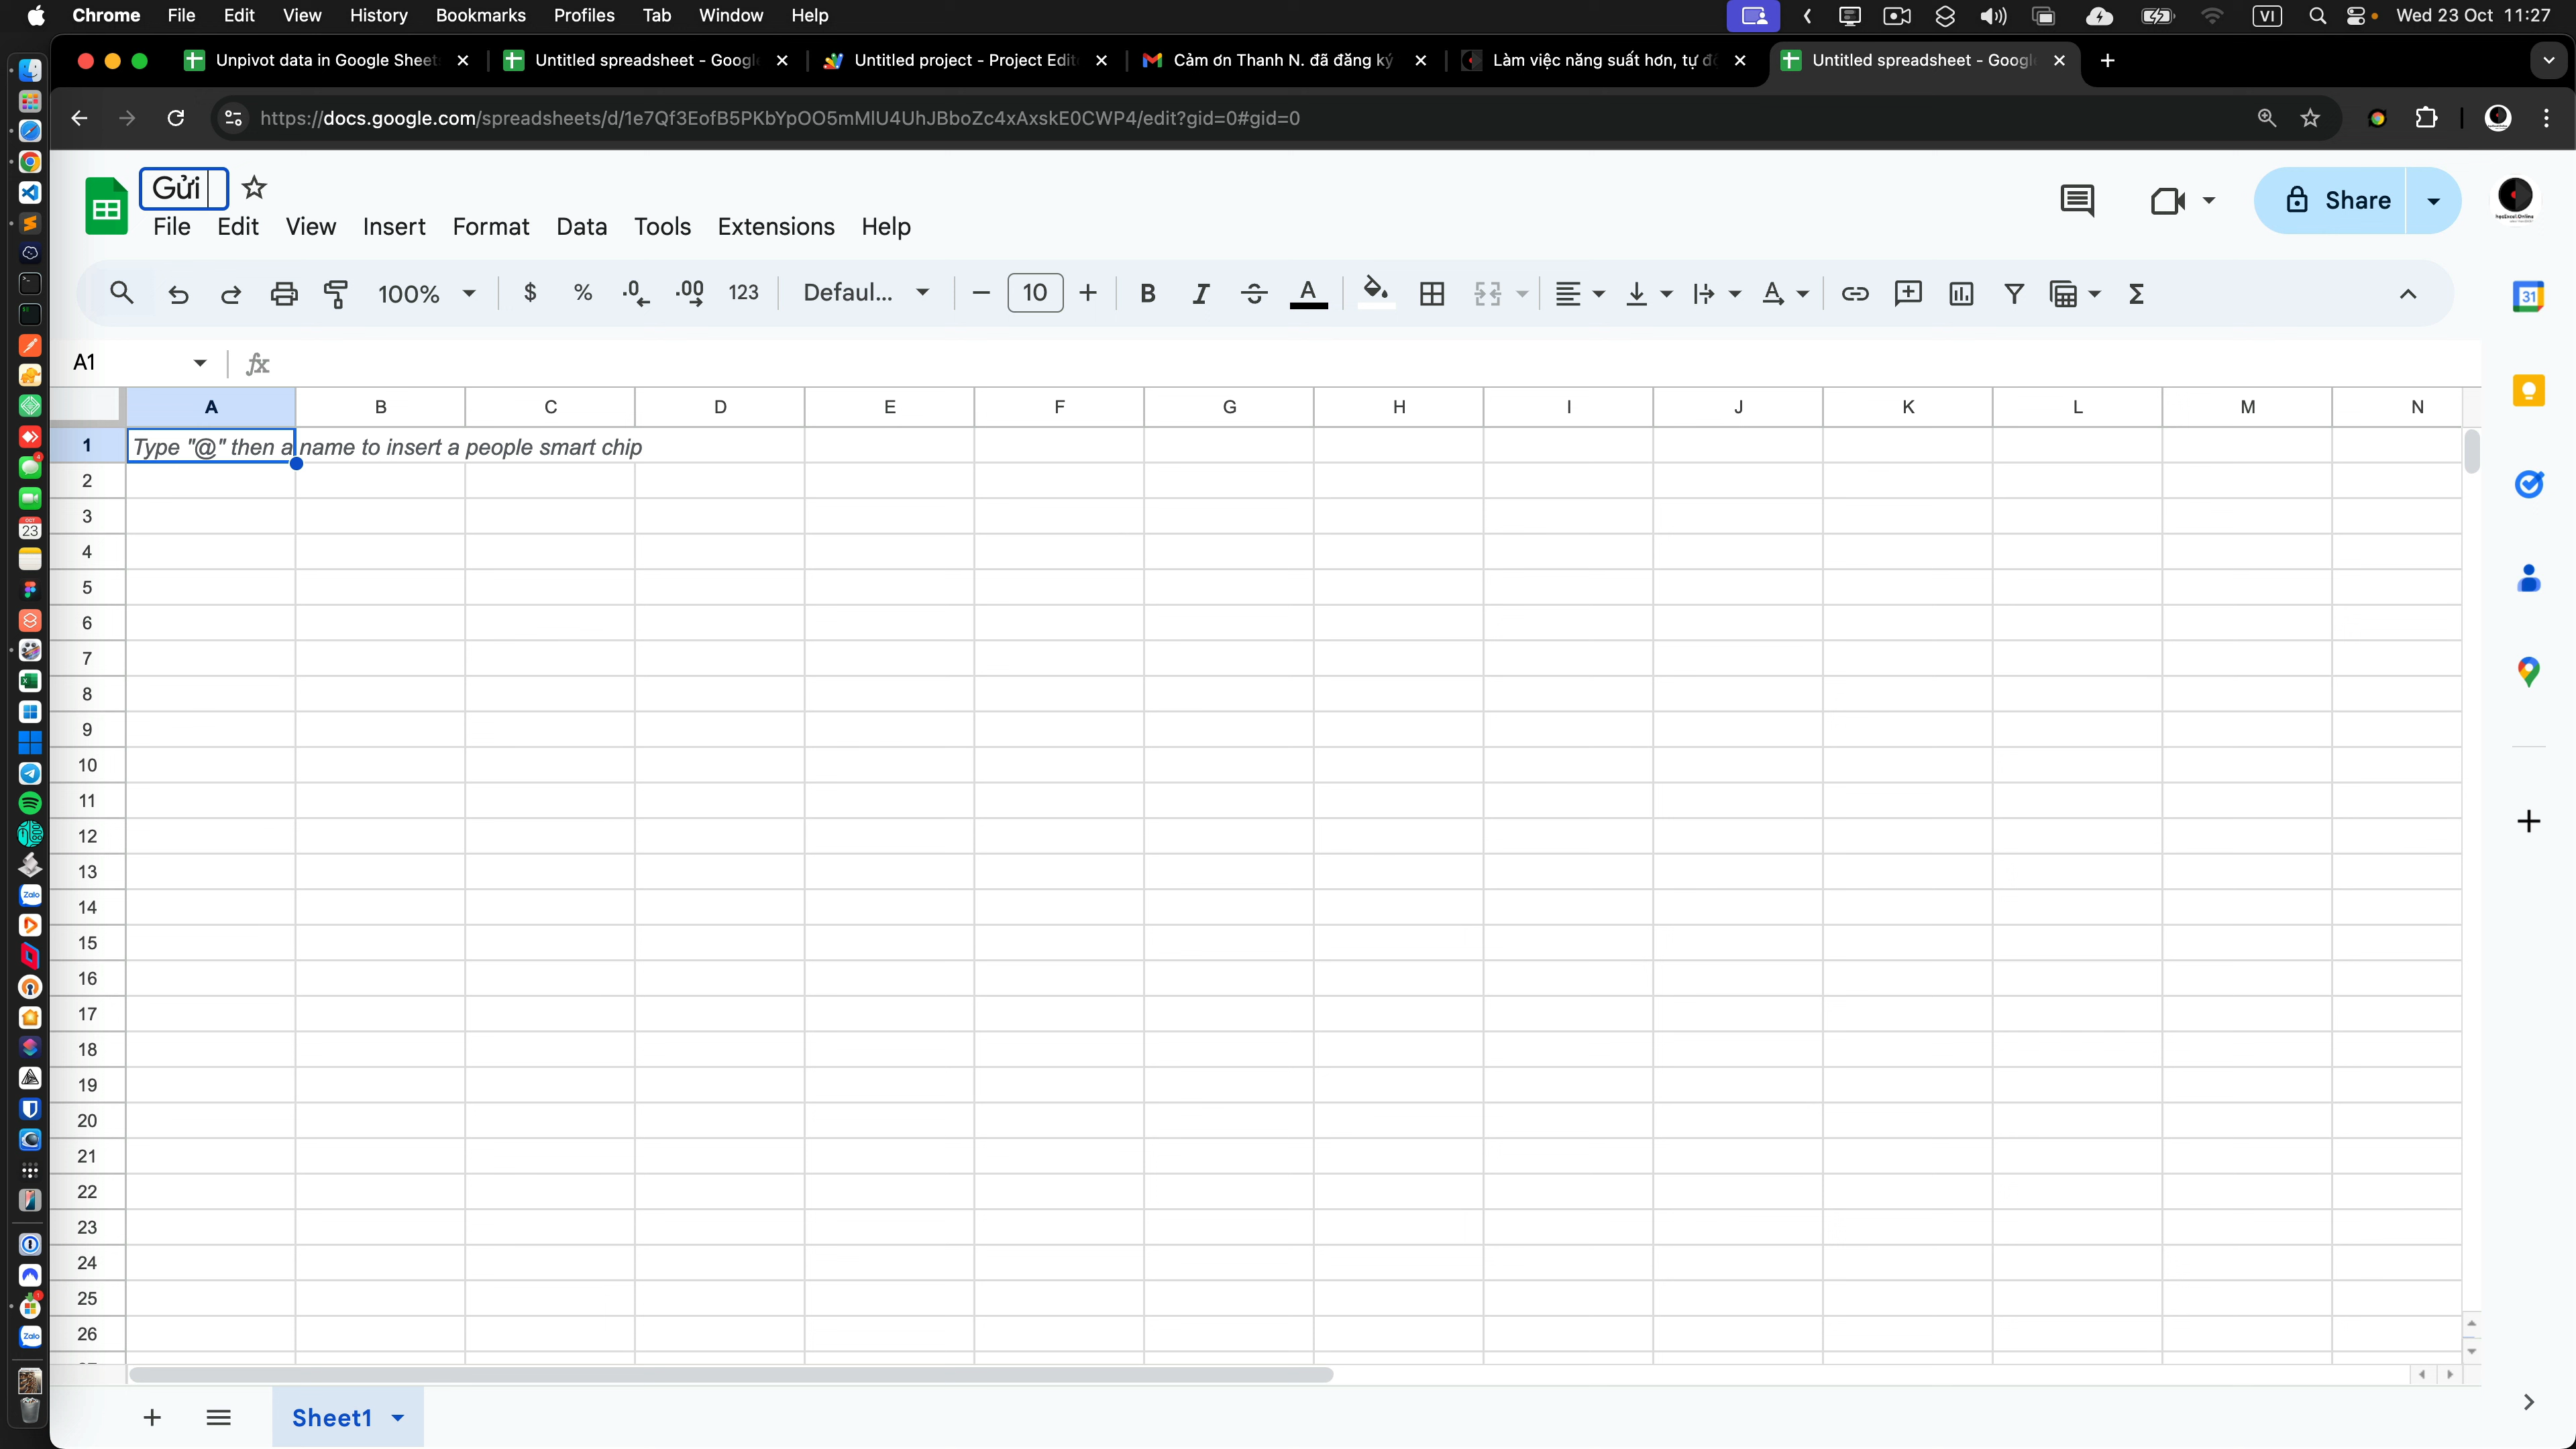 Chrome File Edit View History Bookmarks Profiles Tab Window Help VI Wed 23 Oct 11:27
Unpivot data in Google Sheet Untitled spreadsheet - Googl Untitled project - Project Edit Cảm ơn Thanh N. đã đăng ký Làm việc năng suất hơn, tự đ Untitled spreadsheet - Googl
https://docs.google.com/spreadsheets/d/1e7Qf3EofB5PKbYpOO5mMlU4UhJBboZc4xAxskE0CWP4/edit?gid=0#gid=0
Gửi
File Edit View Insert Format Data Tools Extensions Help
Share
100% $ % .0 .00 123 Defaul... 10 B I S A A Σ
31
A1 fx
A B C D E F G H I J K L M N
1 Type "@" then a name to insert a people smart chip
2
3
4
5
6
7
8
9
10
11
12
13
14
15
16
17
18
19
20
21
22
23
24
25
26
Sheet1